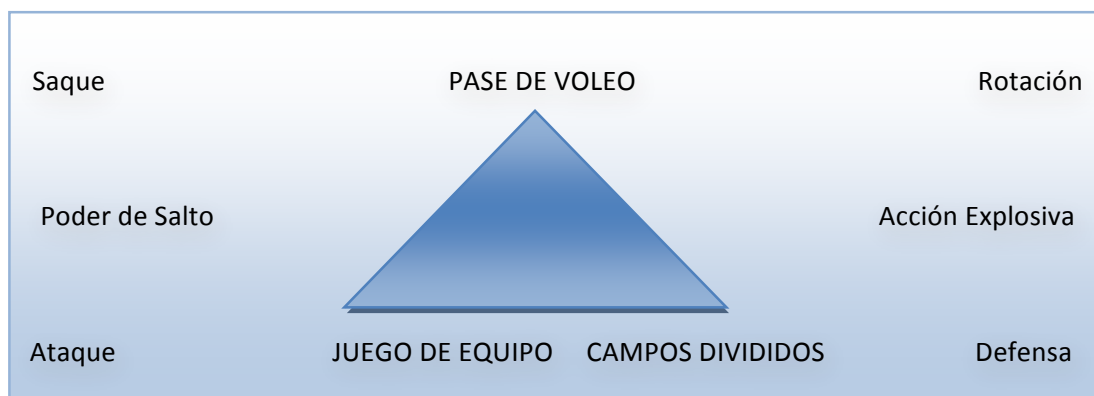 Saque PASE DE VOLEO Rotación
Poder de Salto Acción Explosiva
Ataque JUEGO DE EQUIPO CAMPOS DIVIDIDOS Defensa